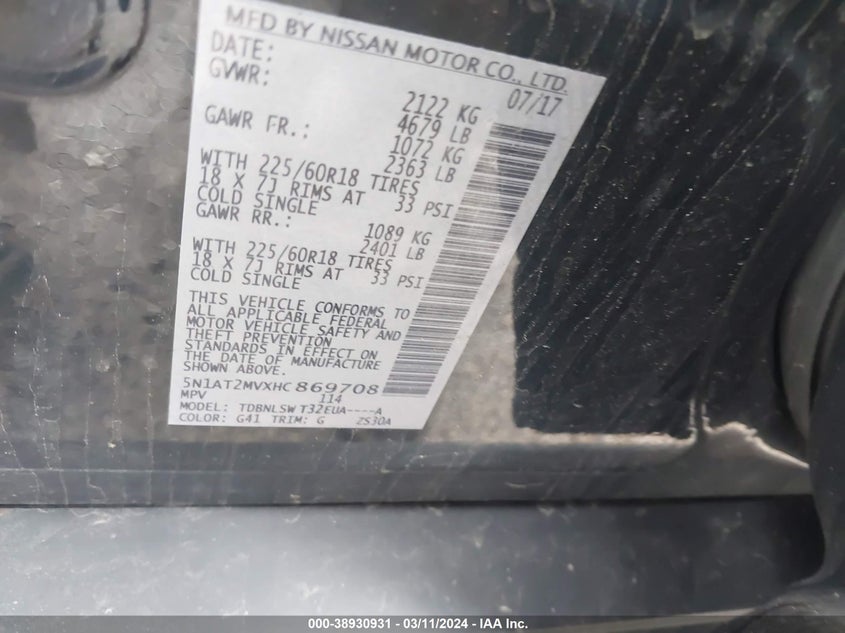 MFD BY NISSAN MOTOR CO., LTD.
DATE: 07/17
GVWR: 2122 KG
4679 LB
GAWR FR.: 1072 KG
2363 LB
WITH 225/60R18 TIRES
18 X 7J RIMS AT 33 PSI
COLD SINGLE
GAWR RR.: 1089 KG
2401 LB
WITH 225/60R18 TIRES
18 X 7J RIMS AT 33 PSI
COLD SINGLE
THIS VEHICLE CONFORMS TO
ALL APPLICABLE FEDERAL
MOTOR VEHICLE SAFETY AND
THEFT PREVENTION
STANDARDS IN EFFECT ON
THE DATE OF MANUFACTURE
SHOWN ABOVE.
5N1AT2MVXHC869708
MPV 114
MODEL: TDBNLSW T32EUA----A
COLOR: G41 TRIM: G ZS30A
000-38930931 - 03/11/2024 - IAA Inc.